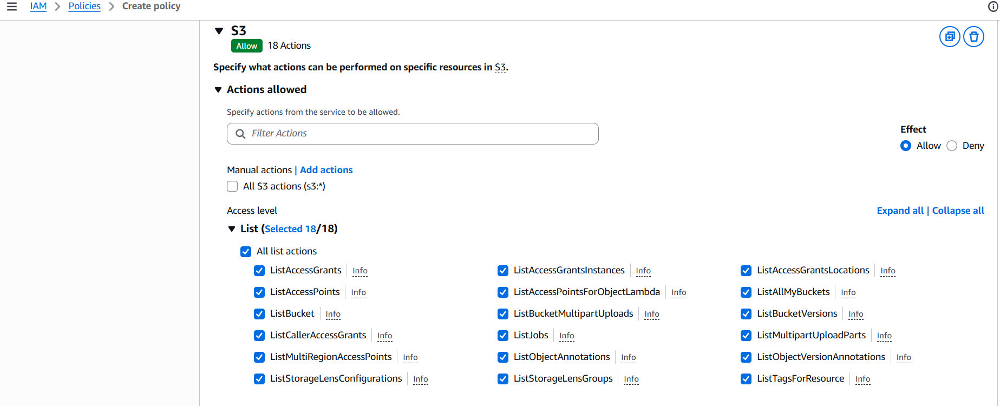 IAM > Policies > Create policy
S3
Allow 18 Actions
Specify what actions can be performed on specific resources in S3.
Actions allowed
Specify actions from the service to be allowed.
Filter Actions
Effect
Allow Deny
Manual actions | Add actions
All S3 actions (s3:*)
Access level Expand all | Collapse all
List (Selected 18/18)
All list actions
ListAccessGrants Info ListAccessGrantsInstances Info ListAccessGrantsLocations Info
ListAccessPoints Info ListAccessPointsForObjectLambda Info ListAllMyBuckets Info
ListBucket Info ListBucketMultipartUploads Info ListBucketVersions Info
ListCallerAccessGrants Info ListJobs Info ListMultipartUploadParts Info
ListMultiRegionAccessPoints Info ListObjectAnnotations Info ListObjectVersionAnnotations Info
ListStorageLensConfigurations Info ListStorageLensGroups Info ListTagsForResource Info